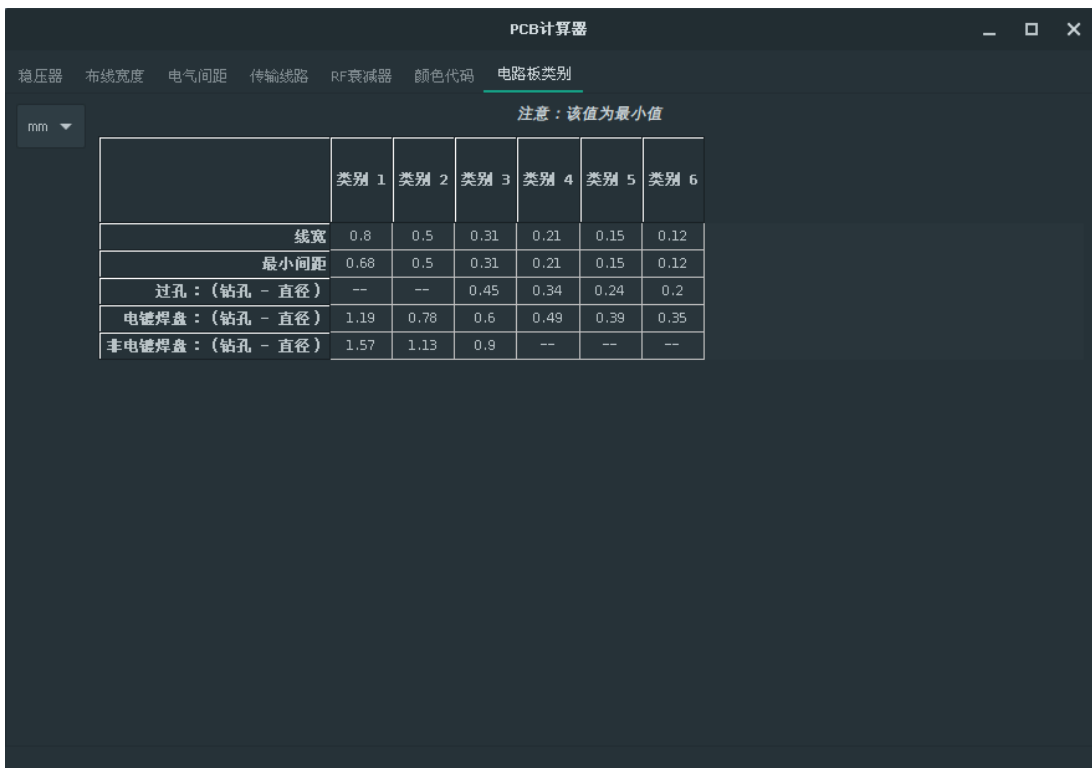 PCB计算器
稳压器 布线宽度 电气间距 传输线路 RF衰减器 颜色代码 电路板类别
mm 注意：该值为最小值
类别 1 类别 2 类别 3 类别 4 类别 5 类别 6
线宽 0.8 0.5 0.31 0.21 0.15 0.12
最小间距 0.68 0.5 0.31 0.21 0.15 0.12
过孔：(钻孔 - 直径) -- -- 0.45 0.34 0.24 0.2
电镀焊盘：(钻孔 - 直径) 1.19 0.78 0.6 0.49 0.39 0.35
非电镀焊盘：(钻孔 - 直径) 1.57 1.13 0.9 -- -- --